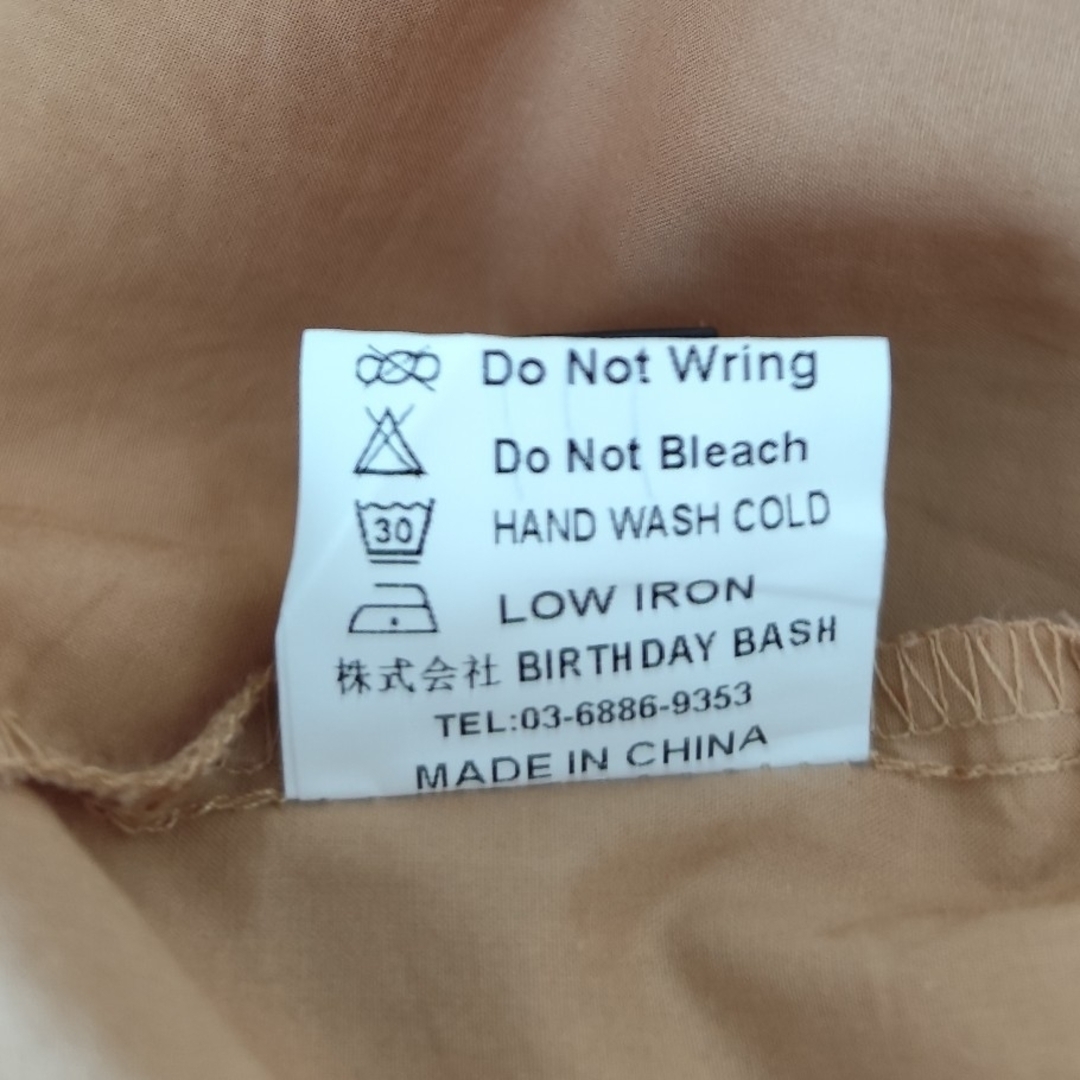 Do Not Wring
Do Not Bleach
30 HAND WASH COLD
LOW IRON
株式会社 BIRTHDAY BASH
TEL:03-6886-9353
MADE IN CHINA